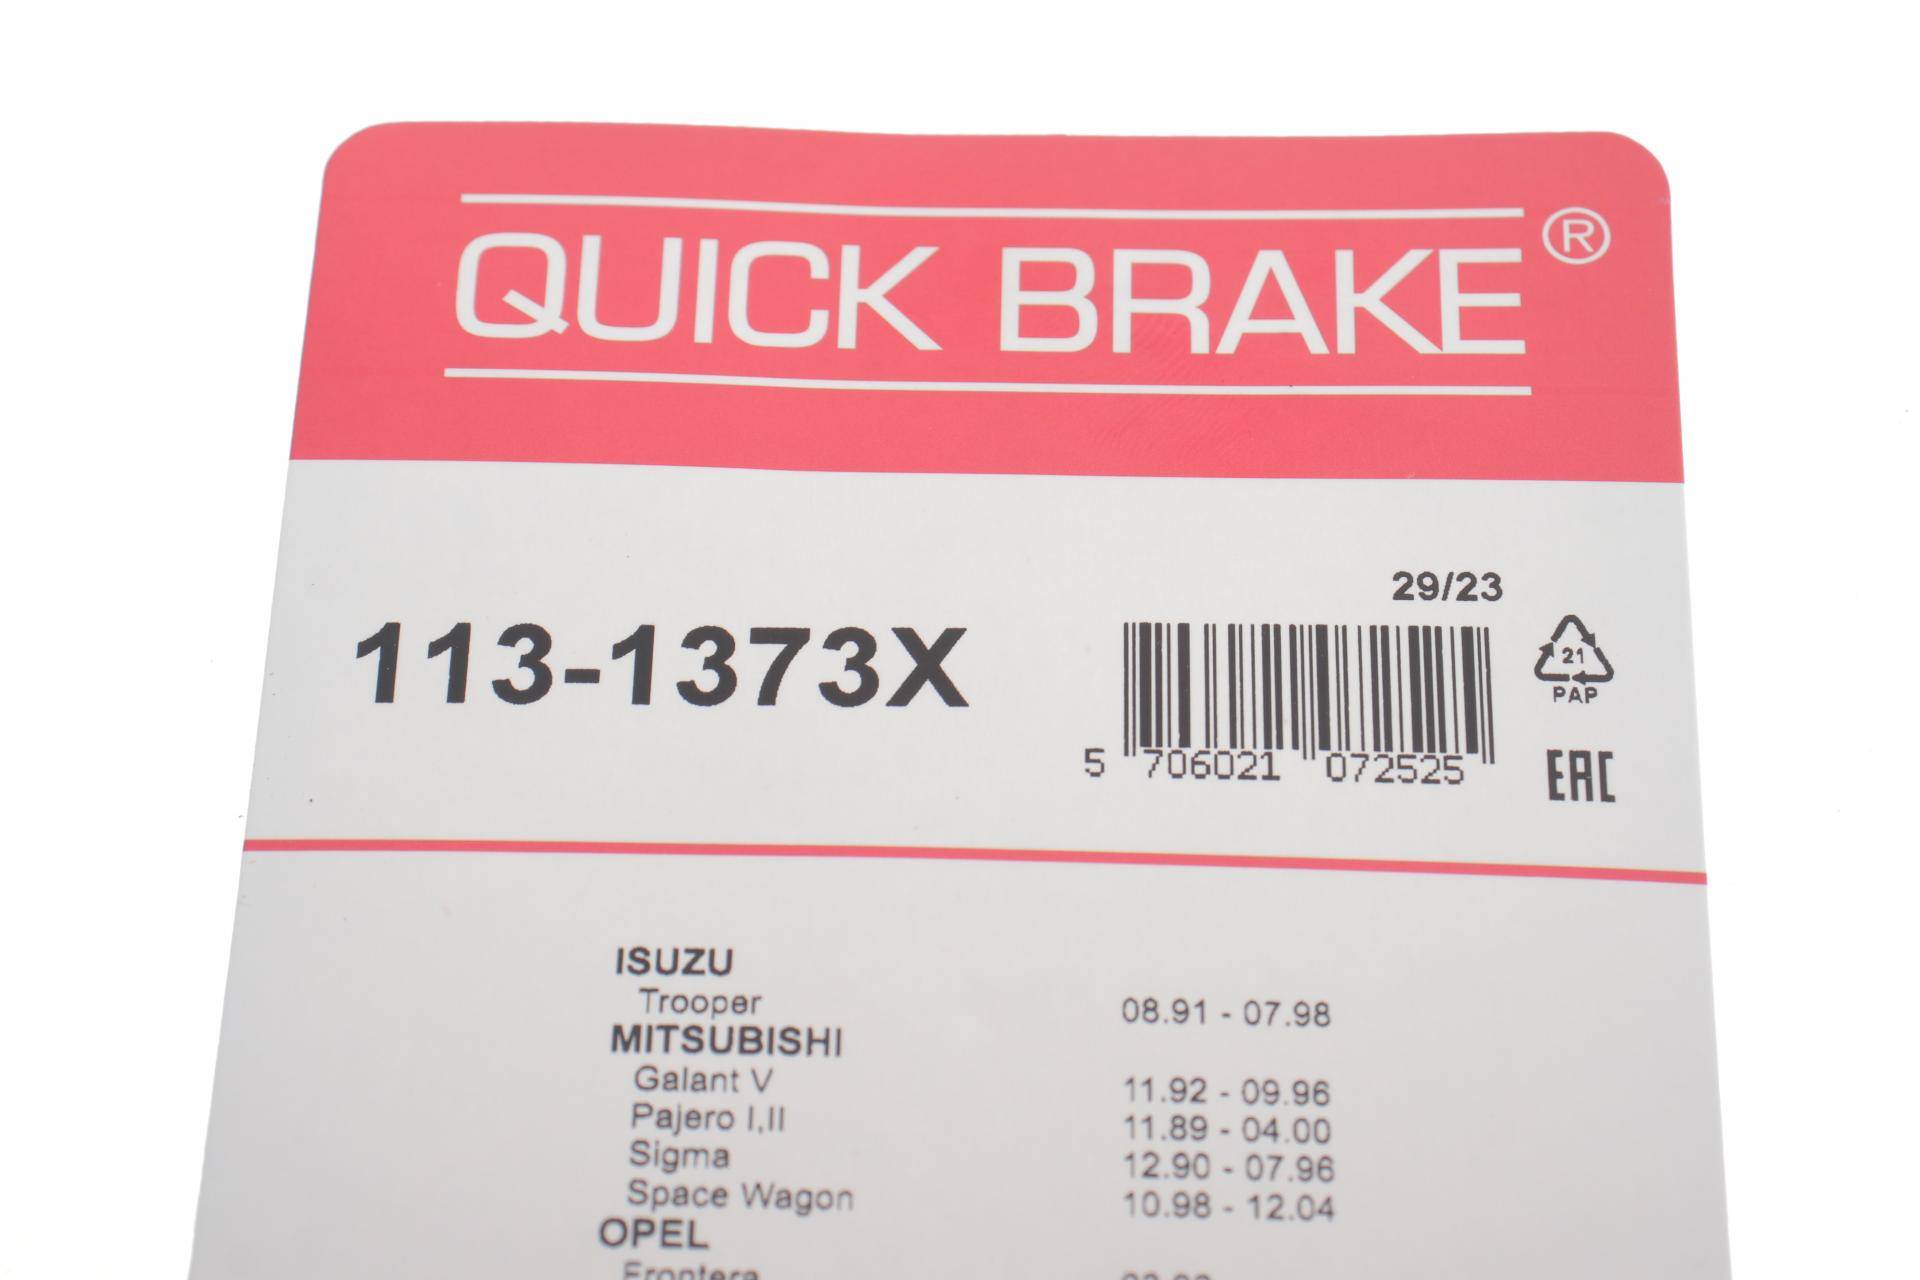 QUICK BRAKE ®
29/23
113-1373X
21
PAP
5 706021 072525
EAC
ISUZU
Trooper 08.91 - 07.98
MITSUBISHI
Galant V 11.92 - 09.96
Pajero I,II 11.89 - 04.00
Sigma 12.90 - 07.96
Space Wagon 10.98 - 12.04
OPEL
Frontera